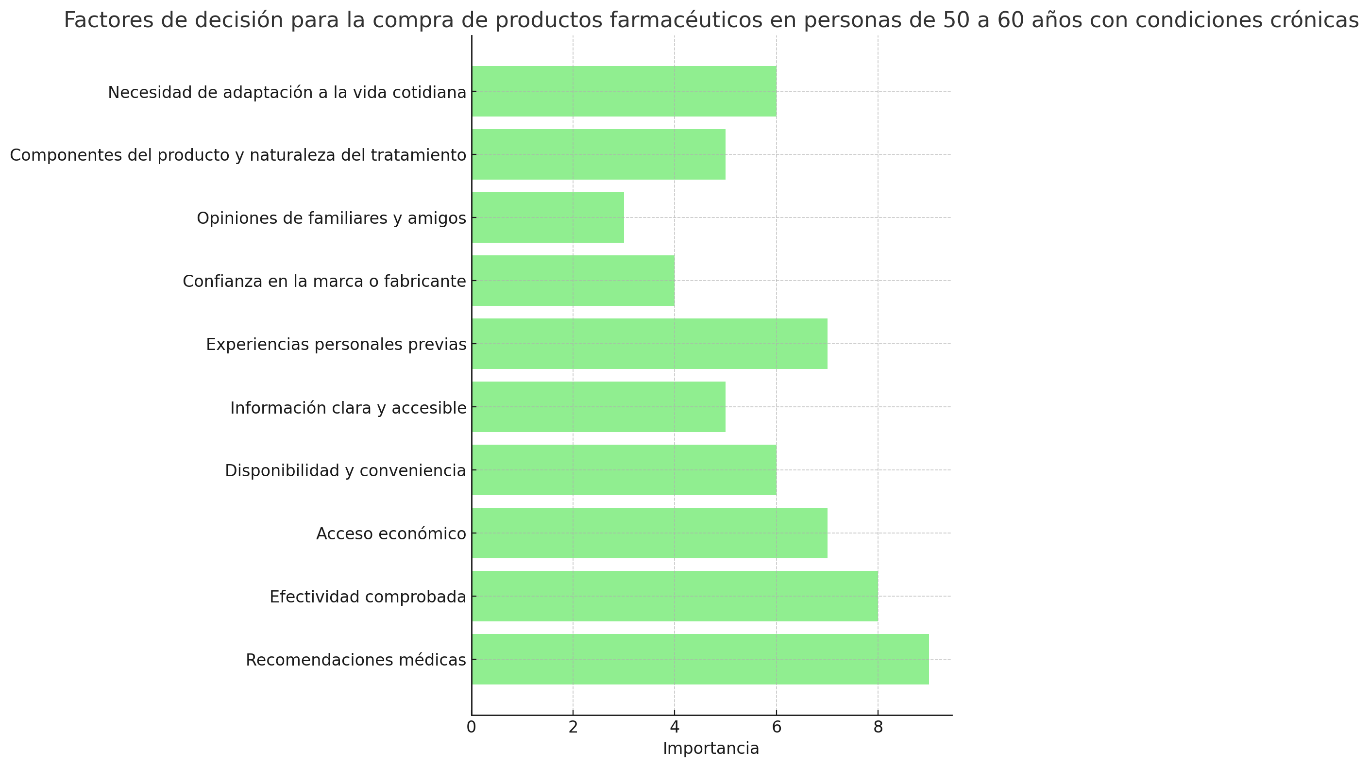 Factores de decisión para la compra de productos farmacéuticos en personas de 50 a 60 años con condiciones crónicas
Necesidad de adaptación a la vida cotidiana
Componentes del producto y naturaleza del tratamiento
Opiniones de familiares y amigos
Confianza en la marca o fabricante
Experiencias personales previas
Información clara y accesible
Disponibilidad y conveniencia
Acceso económico
Efectividad comprobada
Recomendaciones médicas
0 2 4 6 8
Importancia